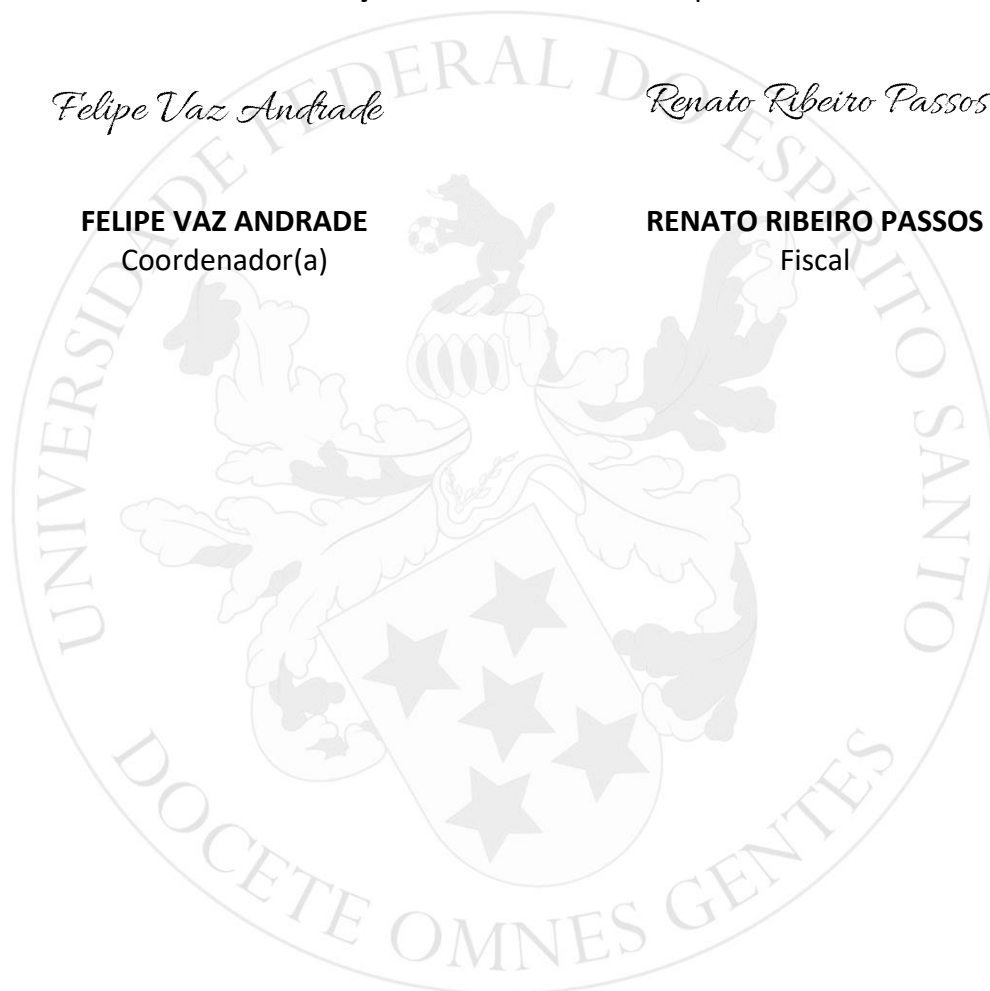 Felipe Vaz Andrade
Renato Ribeiro Passos
FELIPE VAZ ANDRADE
Coordenador(a)
RENATO RIBEIRO PASSOS
Fiscal
UNIVERSIDADE FEDERAL DO ESPÍRITO SANTO
DOCETE OMNES GENTES